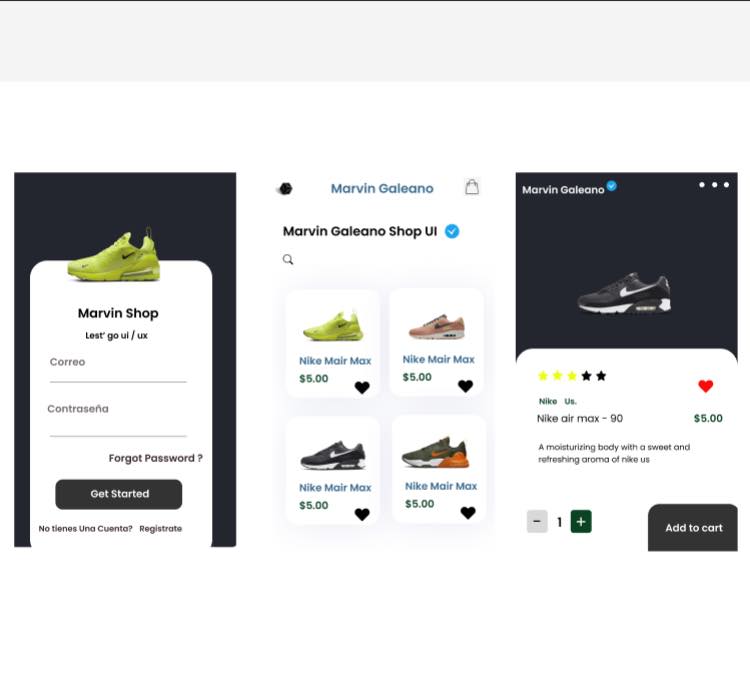 Marvin Shop
Lest' go ui / ux
Correo
Contraseña
Forgot Password ?
Get Started
No tienes Una Cuenta? Registrate
Marvin Galeano
Marvin Galeano Shop UI
Nike Mair Max
$5.00
Nike Mair Max
$5.00
Nike Mair Max
$5.00
Nike Mair Max
$5.00
Marvin Galeano
Nike Us.
Nike air max - 90
$5.00
A moisturizing body with a sweet and
refreshing aroma of nike us
- 1 +
Add to cart